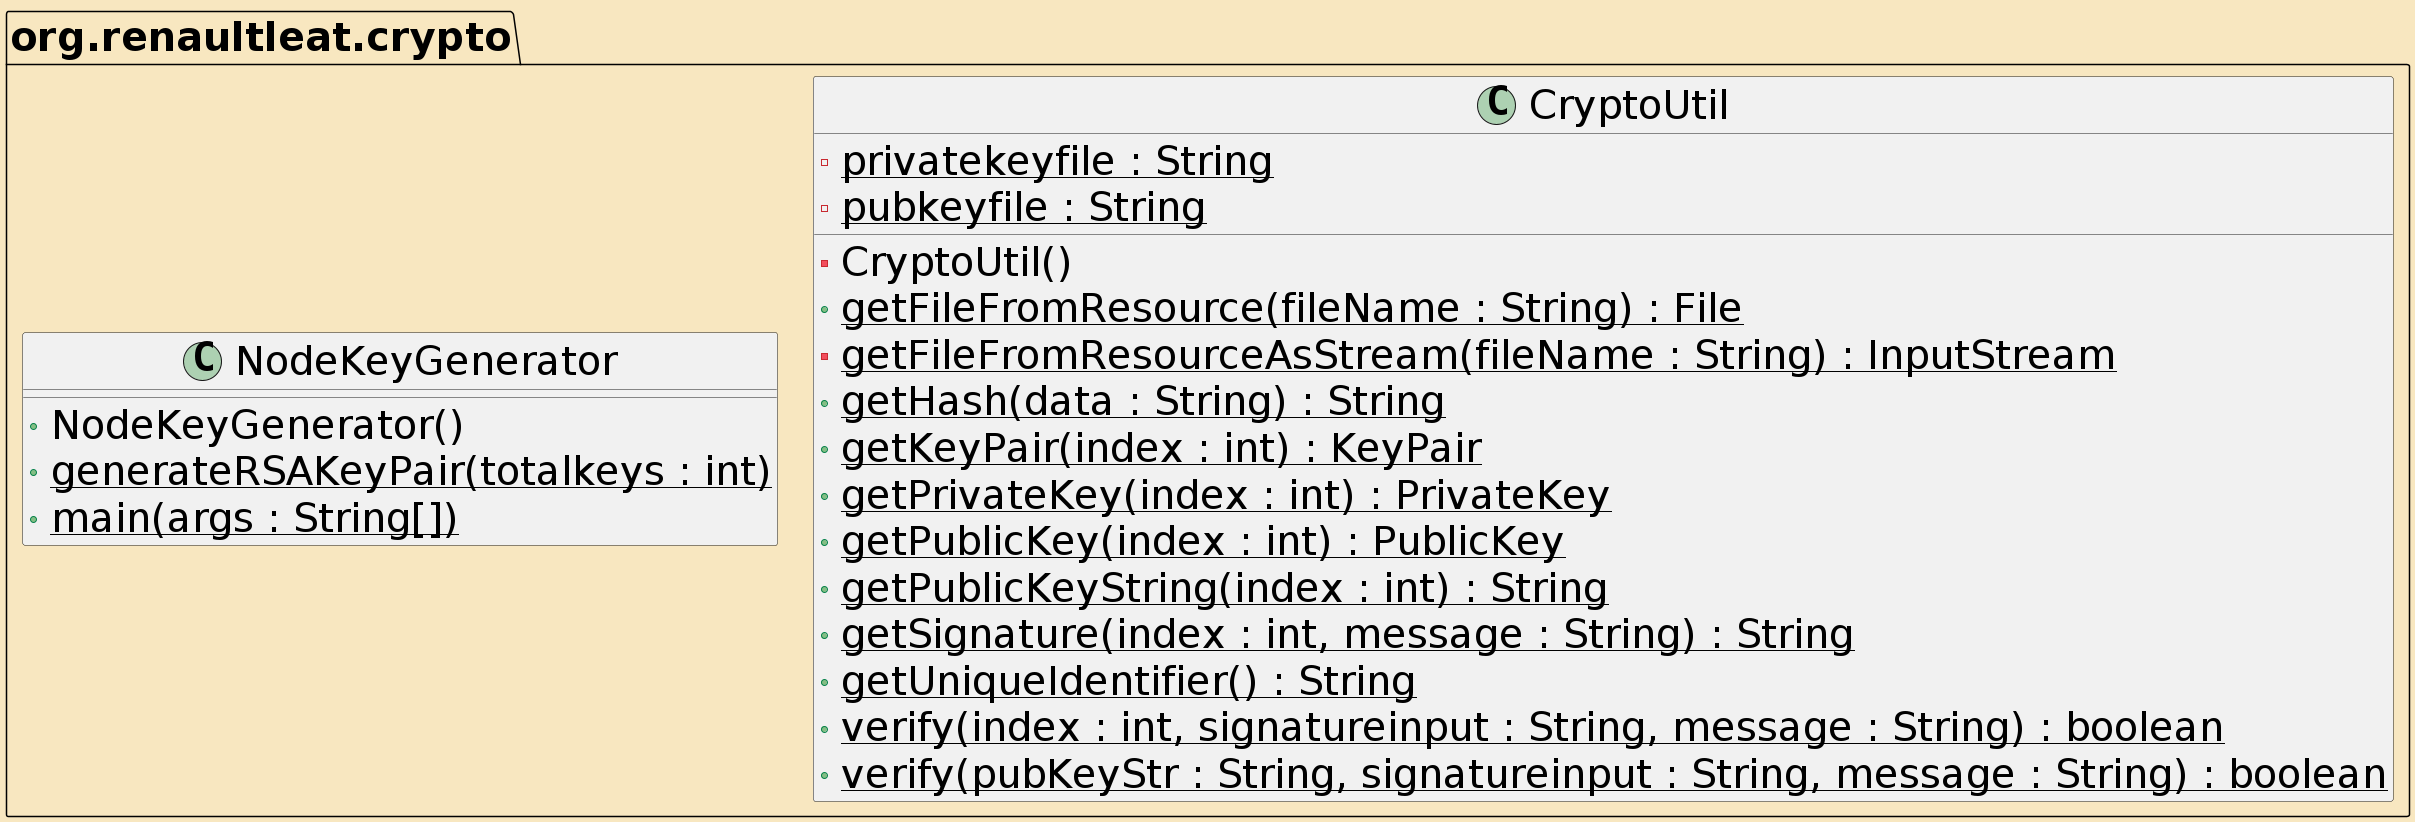 org.renaultleat.crypto
C NodeKeyGenerator
NodeKeyGenerator()
generateRSAKeyPair(totalkeys : int)
main(args : String[])
C CryptoUtil
privatekeyfile : String
pubkeyfile : String
CryptoUtil()
getFileFromResource(fileName : String) : File
getFileFromResourceAsStream(fileName : String) : InputStream
getHash(data : String) : String
getKeyPair(index : int) : KeyPair
getPrivateKey(index : int) : PrivateKey
getPublicKey(index : int) : PublicKey
getPublicKeyString(index : int) : String
getSignature(index : int, message : String) : String
getUniqueIdentifier() : String
verify(index : int, signatureinput : String, message : String) : boolean
verify(pubKeyStr : String, signatureinput : String, message : String) : boolean